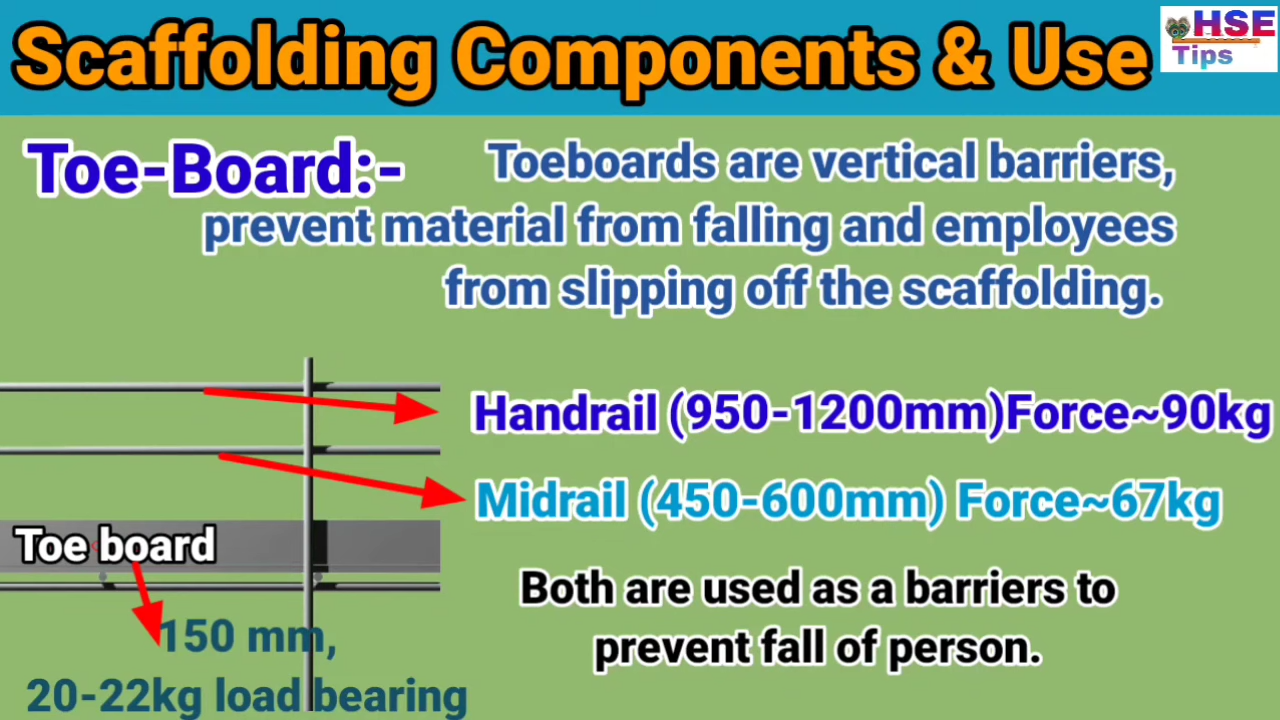 Scaffolding Components & Use
HSE
Tips
Toe-Board:-
Toeboards are vertical barriers,
prevent material from falling and employees
from slipping off the scaffolding.
Handrail (950-1200mm)Force~90kg
Midrail (450-600mm) Force~67kg
Toe board
Both are used as a barriers to
prevent fall of person.
150 mm,
20-22kg load bearing